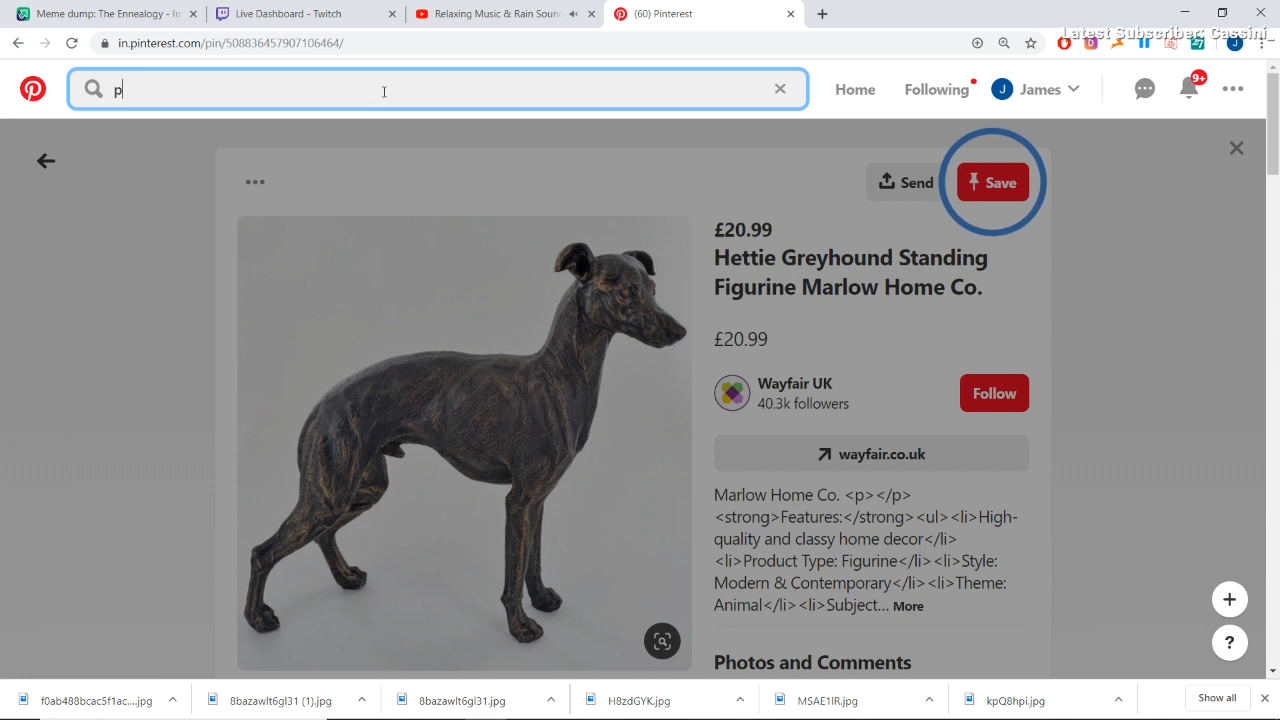 Meme dump: The Ennealogy - Im
Live Dashboard - Twitch
Relaxing Music & Rain Soun
(60) Pinterest
in.pinterest.com/pin/508836457907106464/
Latest Subscriber: Cassini_
J
p
Home
Following
J
James
9+
Send
Save
£20.99
Hettie Greyhound Standing
Figurine Marlow Home Co.
£20.99
Wayfair UK
40.3k followers
Follow
wayfair.co.uk
Marlow Home Co. <p></p>
<strong>Features:</strong><ul><li>High-
quality and classy home decor</li>
<li>Product Type: Figurine</li><li>Style:
Modern & Contemporary</li><li>Theme:
Animal</li><li>Subject... More
Photos and Comments
+
?
f0ab488bcac5f1ac....jpg
8bazawlt6gl31 (1).jpg
8bazawlt6gl31.jpg
H8zdGYK.jpg
MSAE1lR.jpg
kpQ8hpi.jpg
Show all